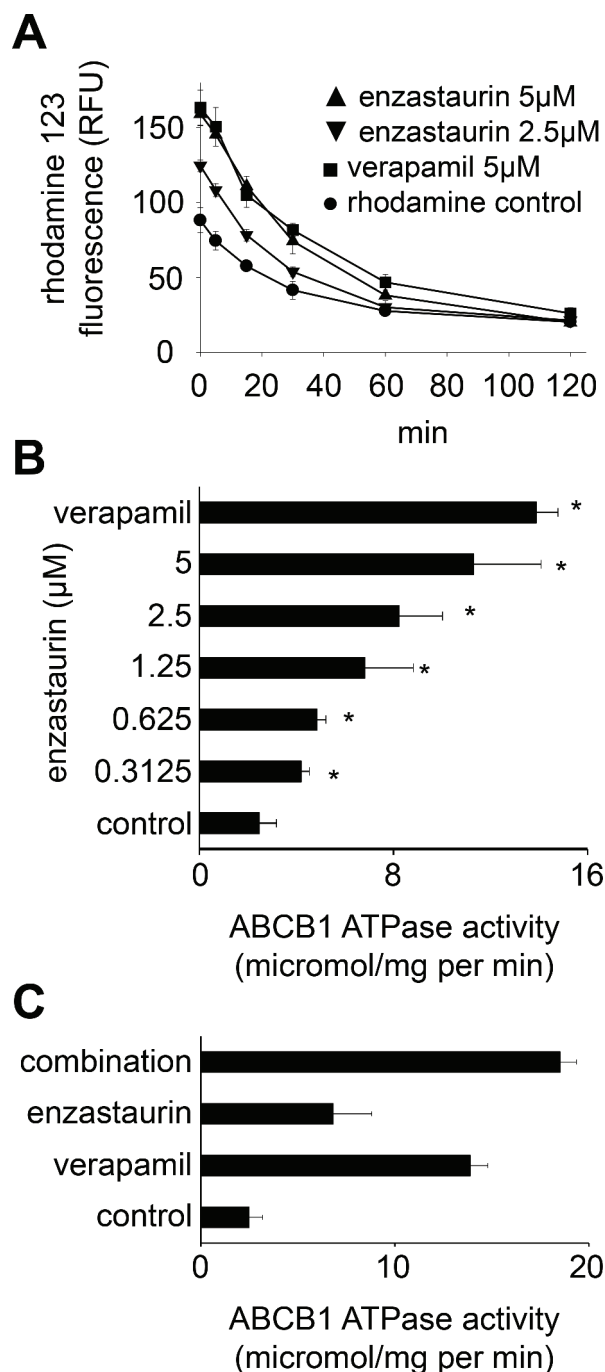 A
rhodamine 123
fluorescence (RFU)
150
100
50
0
▲ enzastaurin 5µM
▼ enzastaurin 2.5µM
■ verapamil 5µM
● rhodamine control
0 20 40 60 80 100 120
min
B
enzastaurin (µM)
verapamil *
5 *
2.5 *
1.25 *
0.625 *
0.3125 *
control
0 8 16
ABCB1 ATPase activity
(micromol/mg per min)
C
combination
enzastaurin
verapamil
control
0 10 20
ABCB1 ATPase activity
(micromol/mg per min)